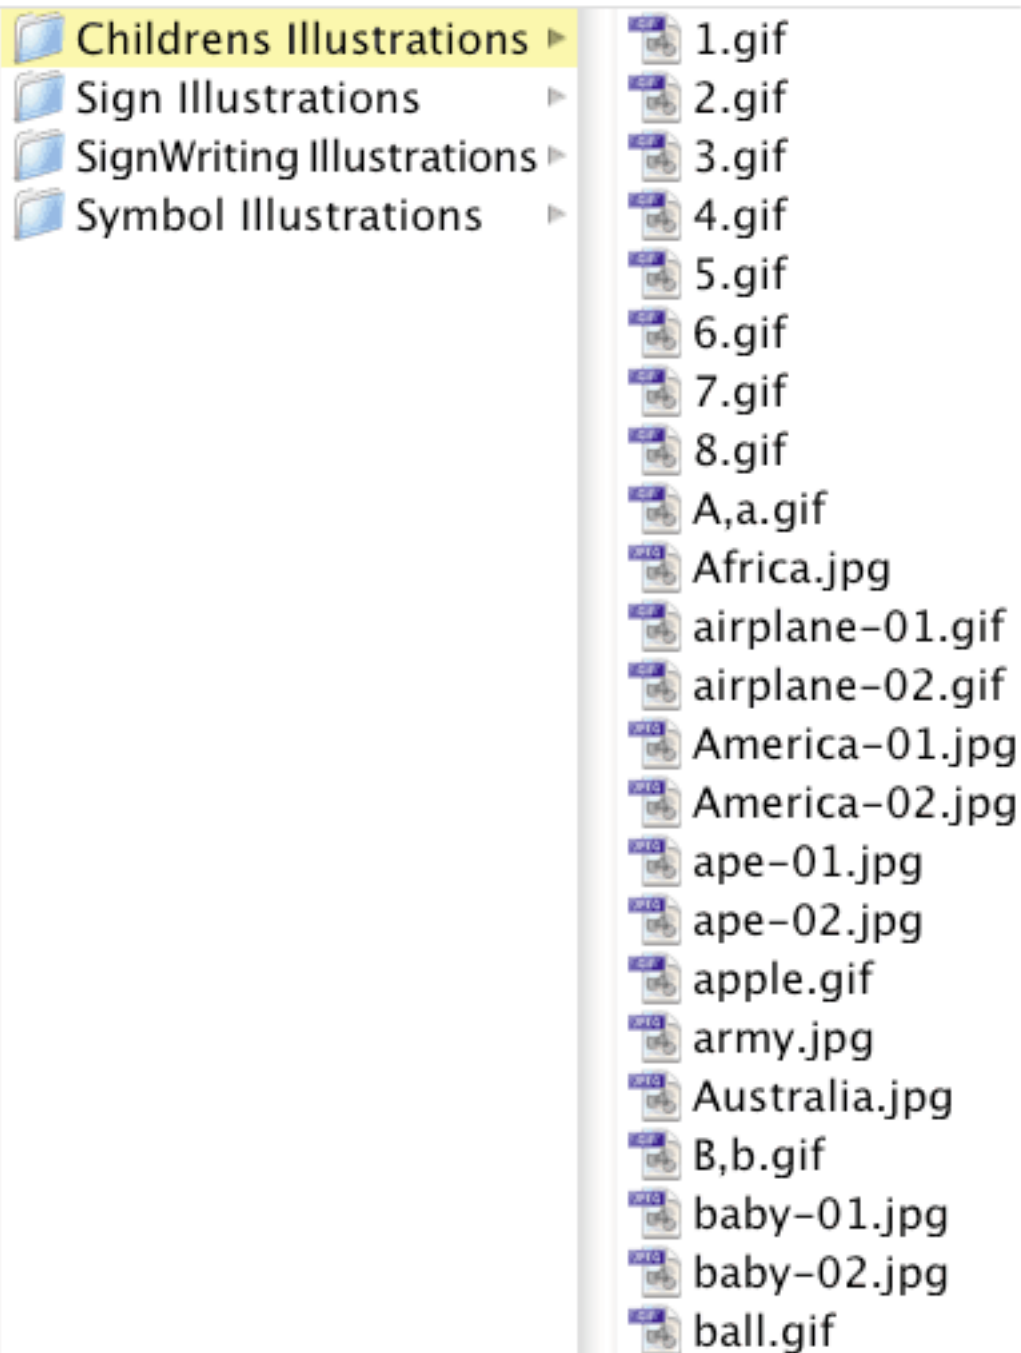 Childrens Illustrations
Sign Illustrations
SignWriting Illustrations
Symbol Illustrations
1.gif
2.gif
3.gif
4.gif
5.gif
6.gif
7.gif
8.gif
A,a.gif
Africa.jpg
airplane-01.gif
airplane-02.gif
America-01.jpg
America-02.jpg
ape-01.jpg
ape-02.jpg
apple.gif
army.jpg
Australia.jpg
B,b.gif
baby-01.jpg
baby-02.jpg
ball.gif